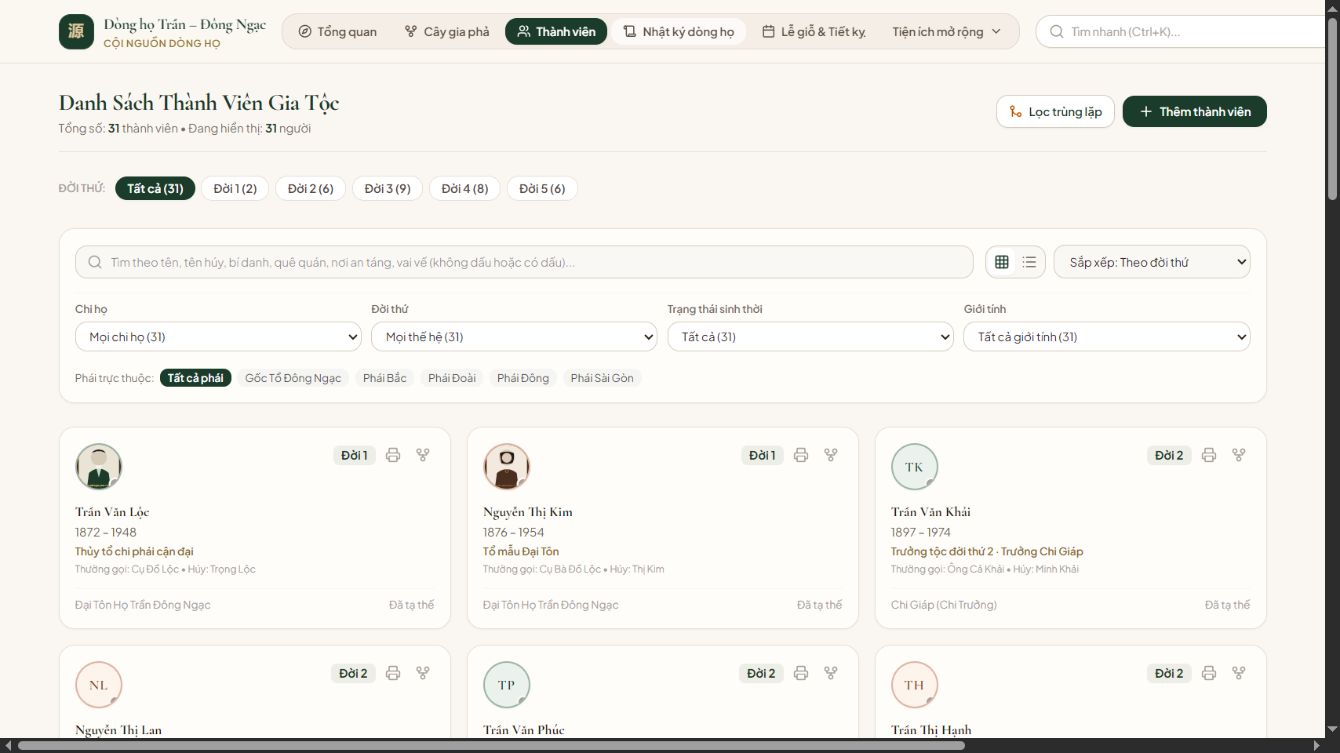 源
Dòng họ Trần – Đông Ngạc
CỘI NGUỒN DÒNG HỌ
Tổng quan
Cây gia phả
Thành viên
Nhật ký dòng họ
Lễ giỗ & Tiết kỵ
Tiện ích mở rộng
Tìm nhanh (Ctrl+K)...
Danh Sách Thành Viên Gia Tộc
Tổng số: 31 thành viên • Đang hiển thị: 31 người
Lọc trùng lặp
Thêm thành viên
ĐỜI THỨ:
Tất cả (31)
Đời 1 (2)
Đời 2 (6)
Đời 3 (9)
Đời 4 (8)
Đời 5 (6)
Tìm theo tên, tên húy, bí danh, quê quán, nơi an táng, vai vế (không dấu hoặc có dấu)...
Sắp xếp: Theo đời thứ
Chi họ
Đời thứ
Trạng thái sinh thời
Giới tính
Mọi chi họ (31)
Mọi thế hệ (31)
Tất cả (31)
Tất cả giới tính (31)
Phái trực thuộc:
Tất cả phái
Gốc Tổ Đông Ngạc
Phái Bắc
Phái Đoài
Phái Đông
Phái Sài Gòn
Đời 1
Trần Văn Lộc
1872 – 1948
Thủy tổ chi phái cận đại
Thường gọi: Cụ Đồ Lộc • Húy: Trọng Lộc
Đại Tôn Họ Trần Đông Ngạc
Đã tạ thế
Đời 1
Nguyễn Thị Kim
1876 – 1954
Tổ mẫu Đại Tôn
Thường gọi: Cụ Bà Đồ Lộc • Húy: Thị Kim
Đại Tôn Họ Trần Đông Ngạc
Đã tạ thế
TK
Đời 2
Trần Văn Khải
1897 – 1974
Trưởng tộc đời thứ 2 · Trưởng Chi Giáp
Thường gọi: Ông Cả Khải • Húy: Minh Khải
Chi Giáp (Chi Trưởng)
Đã tạ thế
NL
Đời 2
Nguyễn Thị Lan
TP
Đời 2
Trần Văn Phúc
TH
Đời 2
Trần Thị Hạnh